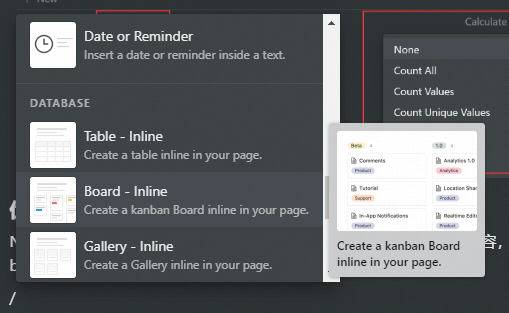 New
Date or Reminder
Insert a date or reminder inside a text.
DATABASE
Table - Inline
Create a table inline in your page.
Board - Inline
Create a kanban Board inline in your page.
Gallery - Inline
Create a Gallery inline in your page.
/
Calculate
None
Count All
Count Values
Count Unique Values
Beta 4
1.0 4
Comments
Product
Analytics 1.0
Analytics
Tutorial
Support
Location Shar
Product
In-App Notifications
Product
Realtime Edit
Product
Create a kanban Board
inline in your page.
容,